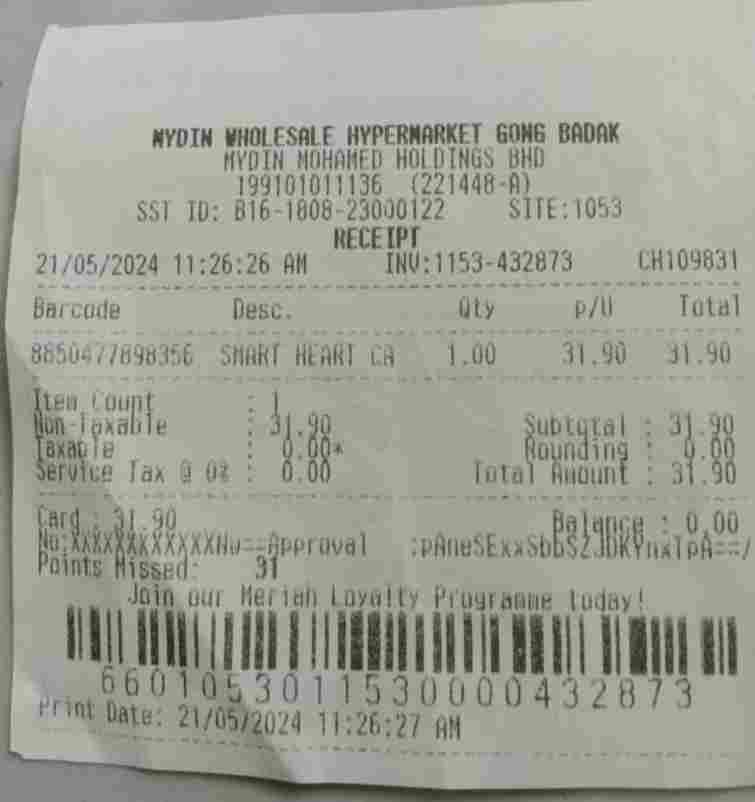 MYDIN WHOLESALE HYPERMARKET GONG BADAK
MYDIN MOHAMED HOLDINGS BHD
199101011136 (221448-A)
SST ID: B16-1808-23000122 SITE:1053
RECEIPT
21/05/2024 11:26:26 AM INV:1153-432873 CH109831
Barcode Desc. Qty p/U Total
8850477898356 SMART HEART CA 1.00 31.90 31.90
Item Count : 1
Non-Taxable : 31.90 Subtotal : 31.90
Taxable : 0.00* Rounding : 0.00
Service Tax @ 0% : 0.00 Total Amount : 31.90
Card : 31.90 Balance : 0.00
No:XXXXXXXXXXXXNw==Approval
Points Missed: 31
Join our Meriah Loyalty Programme today!
6601053011530000432873
Print Date: 21/05/2024 11:26:27 AM